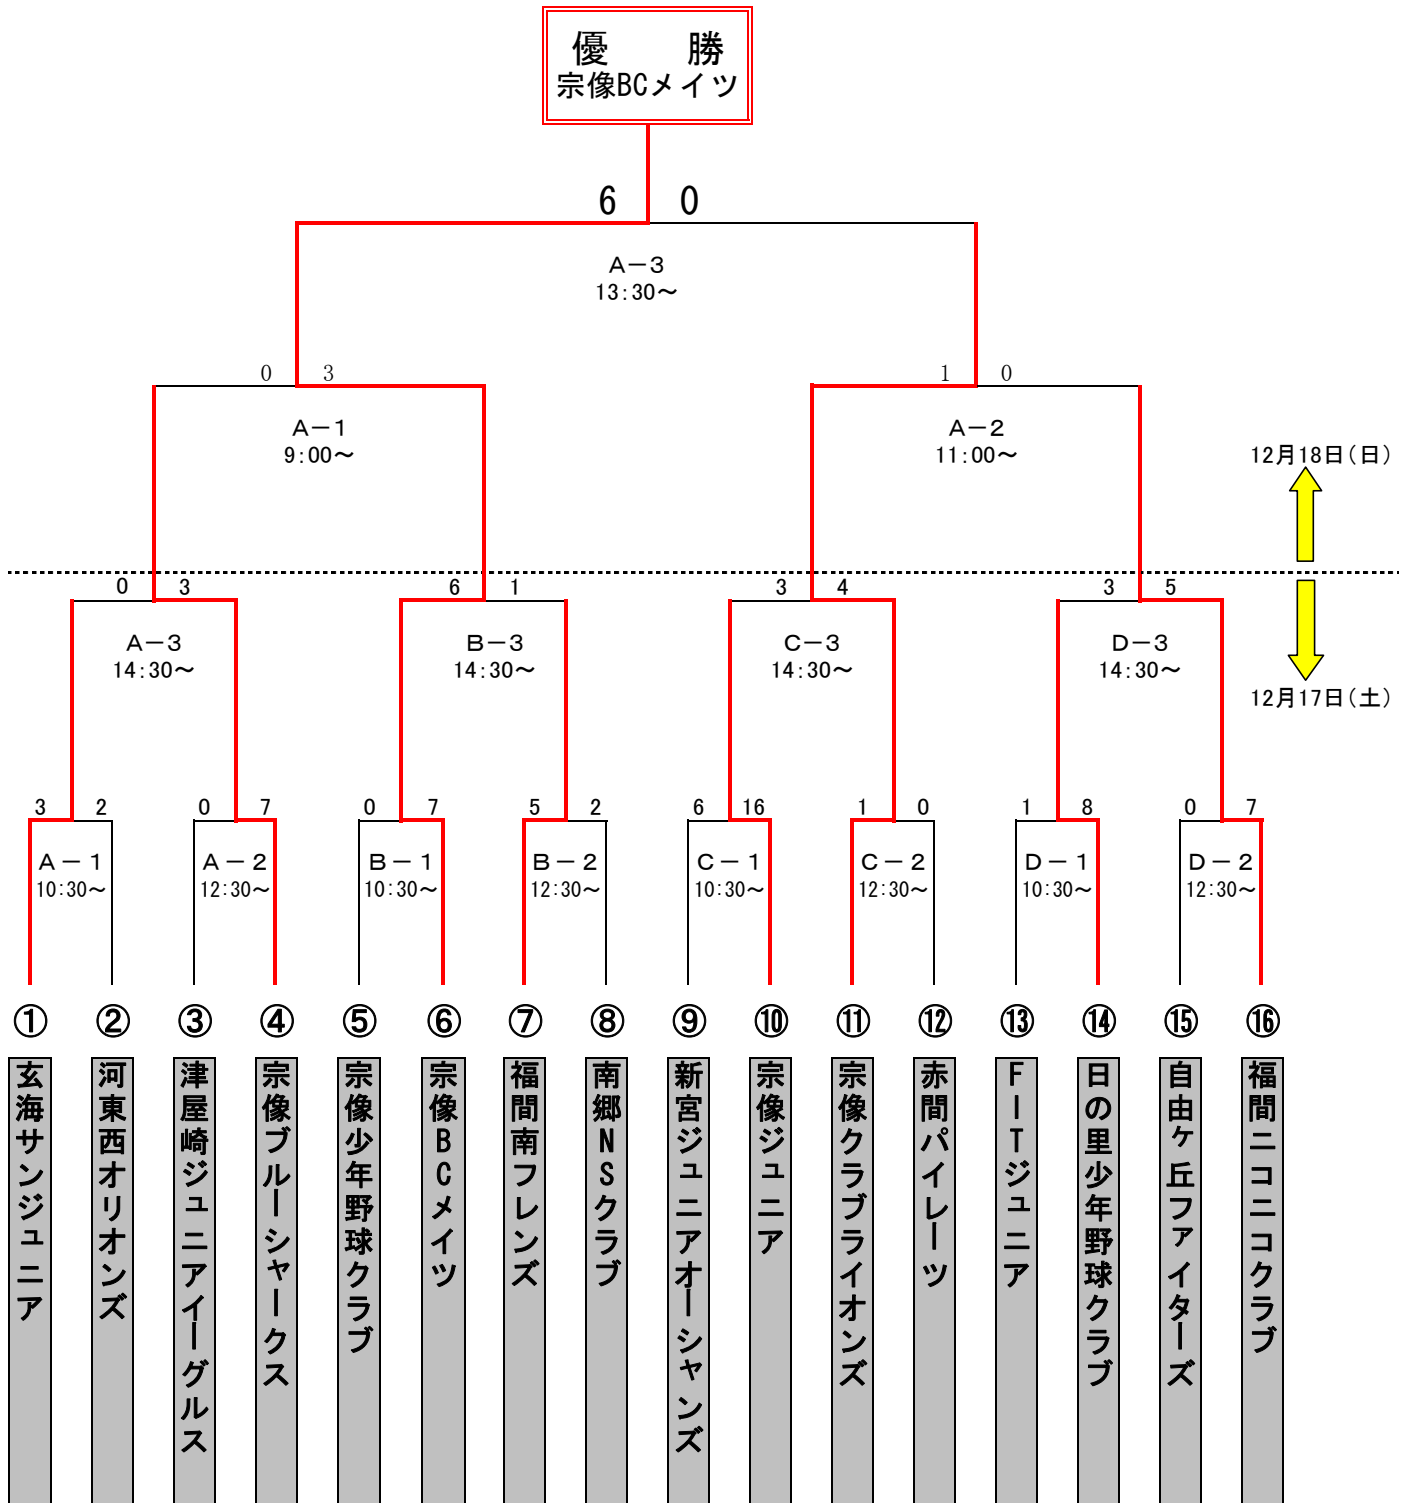 優　勝
宗像BCメイツ
6 0
A－3
13:30～
0 3
1 0
A－1
9:00～
A－2
11:00～
12月18日(日)
0 3
6 1
3 4
3 5
A－3
14:30～
B－3
14:30～
C－3
14:30～
D－3
14:30～
12月17日(土)
3 2
0 7
0 7
5 2
6 16
1 0
1 8
0 7
A－1
10:30～
A－2
12:30～
B－1
10:30～
B－2
12:30～
C－1
10:30～
C－2
12:30～
D－1
10:30～
D－2
12:30～
① ② ③ ④ ⑤ ⑥ ⑦ ⑧ ⑨ ⑩ ⑪ ⑫ ⑬ ⑭ ⑮ ⑯
玄海サンジュニア
河東西オリオンズ
津屋崎ジュニアイーグルス
宗像ブルーシャークス
宗像少年野球クラブ
宗像BCメイツ
福間南フレンズ
南郷NSクラブ
新宮ジュニアオーシャンズ
宗像ジュニア
宗像クラブライオンズ
赤間パイレーツ
FITジュニア
日の里少年野球クラブ
自由ヶ丘ファイターズ
福間ニコニコクラブ